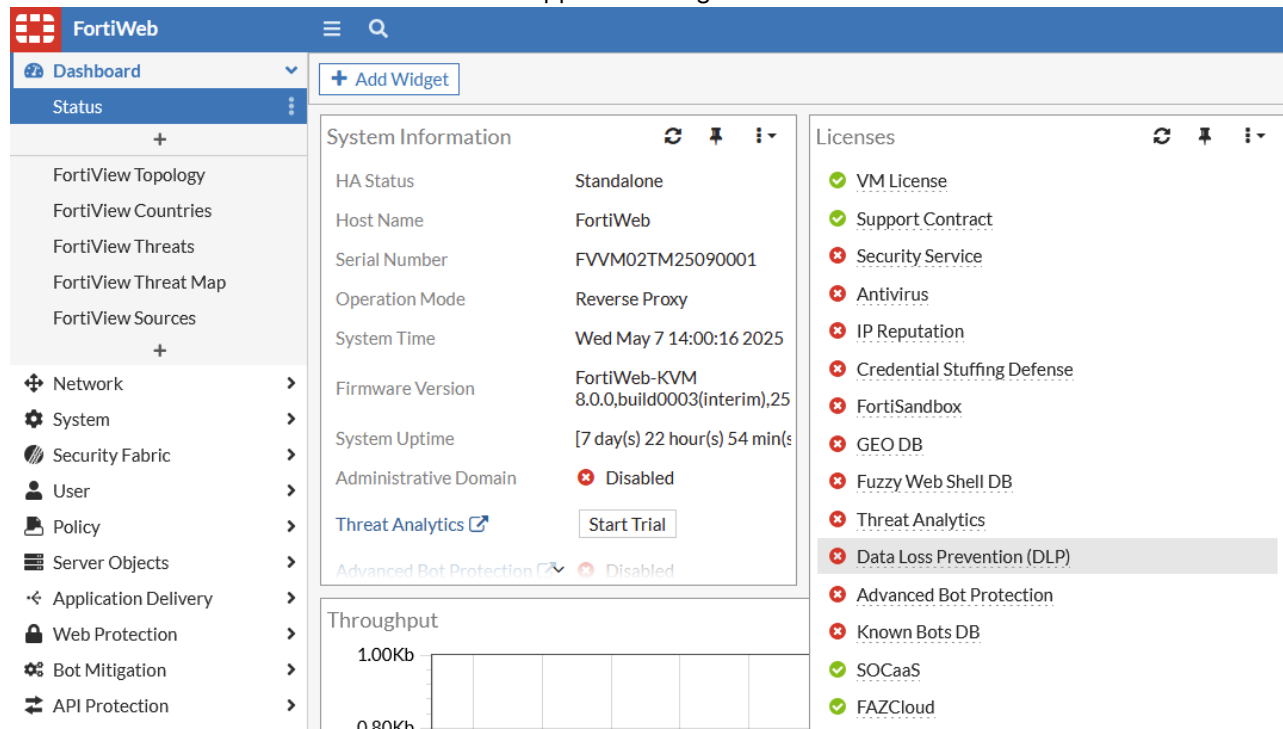 FortiWeb
Dashboard
Status
+
FortiView Topology
FortiView Countries
FortiView Threats
FortiView Threat Map
FortiView Sources
+
Network
System
Security Fabric
User
Policy
Server Objects
Application Delivery
Web Protection
Bot Mitigation
API Protection
+ Add Widget
System Information
HA Status Standalone
Host Name FortiWeb
Serial Number FVVM02TM25090001
Operation Mode Reverse Proxy
System Time Wed May 7 14:00:16 2025
Firmware Version FortiWeb-KVM
8.0.0,build0003(interim),25
System Uptime [7 day(s) 22 hour(s) 54 min(s
Administrative Domain Disabled
Threat Analytics Start Trial
Advanced Bot Protection Disabled
Throughput
1.00Kb
0.80Kb
Licenses
VM License
Support Contract
Security Service
Antivirus
IP Reputation
Credential Stuffing Defense
FortiSandbox
GEO DB
Fuzzy Web Shell DB
Threat Analytics
Data Loss Prevention (DLP)
Advanced Bot Protection
Known Bots DB
SOCaaS
FAZCloud